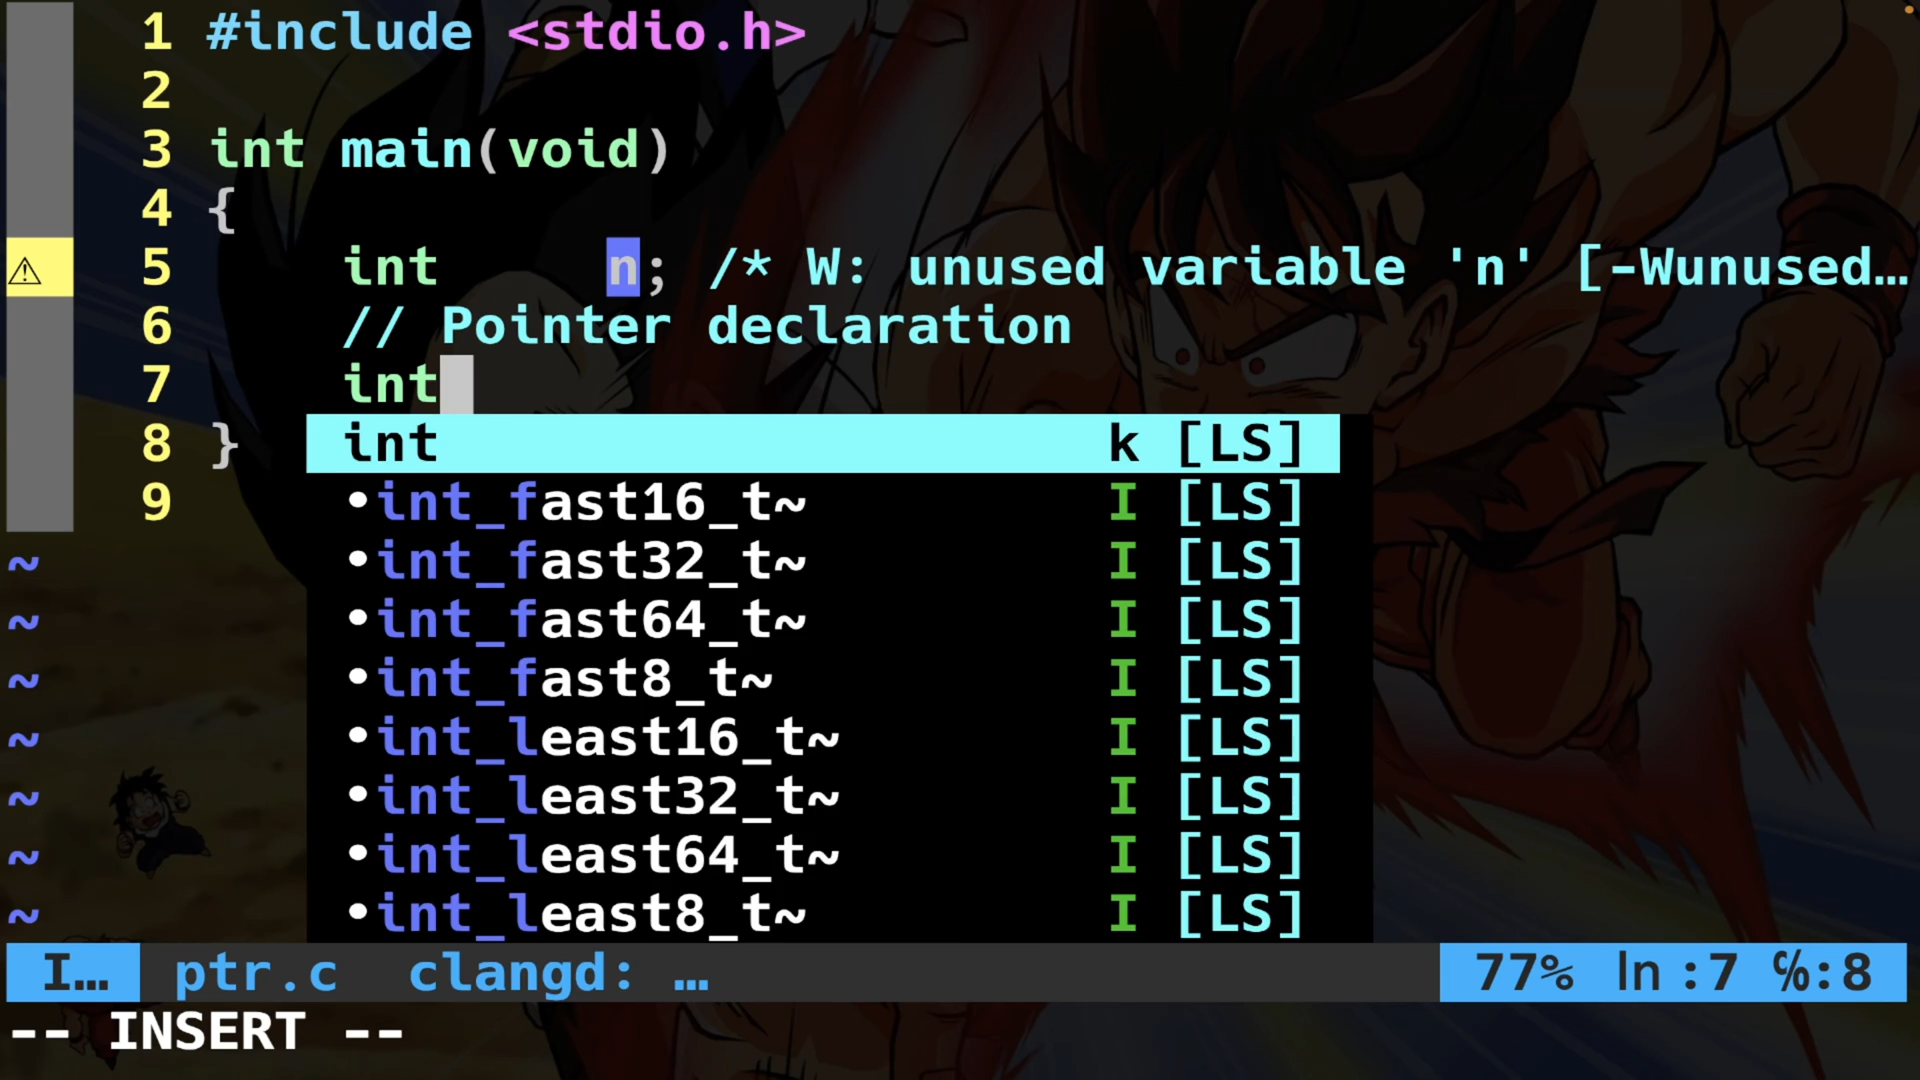 1 #include <stdio.h>
2
3 int main(void)
4 {
⚠ 5 int n; /* W: unused variable 'n' [-Wunused…
6 // Pointer declaration
7 int
8 }
9
int k [LS]
•int_fast16_t~ I [LS]
•int_fast32_t~ I [LS]
•int_fast64_t~ I [LS]
•int_fast8_t~ I [LS]
•int_least16_t~ I [LS]
•int_least32_t~ I [LS]
•int_least64_t~ I [LS]
•int_least8_t~ I [LS]
~
~
~
~
~
~
~
I… ptr.c clangd: … 77% ln :7 ℅:8
-- INSERT --